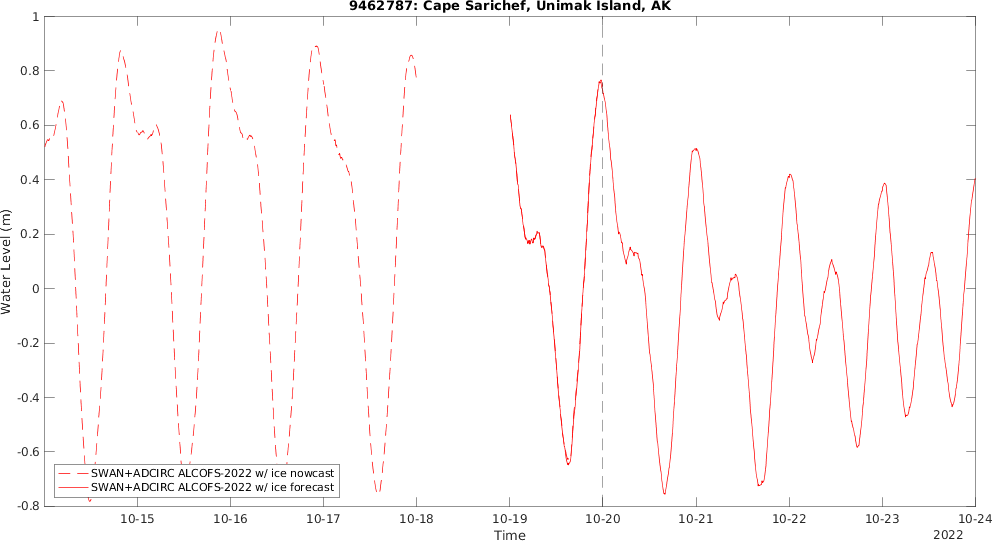 9462787: Cape Sarichef, Unimak Island, AK
Water Level (m)
1
0.8
0.6
0.4
0.2
0
-0.2
-0.4
-0.6
-0.8
SWAN+ADCIRC ALCOFS-2022 w/ ice nowcast
SWAN+ADCIRC ALCOFS-2022 w/ ice forecast
10-15 10-16 10-17 10-18 10-19 10-20 10-21 10-22 10-23 10-24
Time
2022